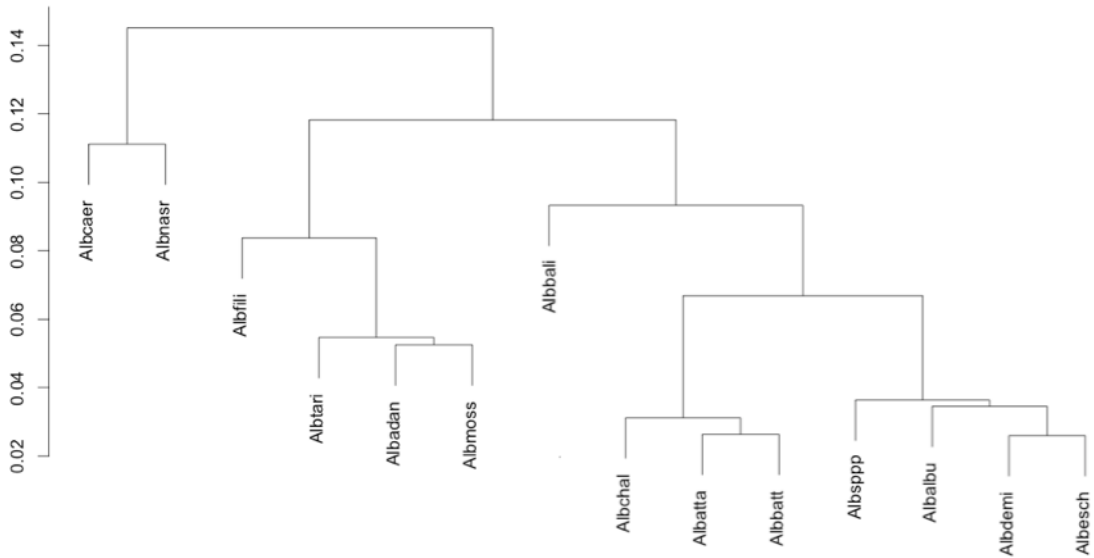 0.14
0.12
0.10
0.08
0.06
0.04
0.02
Albcaer
Albnasr
Albfili
Albtari
Albadan
Albmoss
Albbali
Albchal
Albatta
Albbatt
Albsppp
Albalbu
Albdemi
Albesch